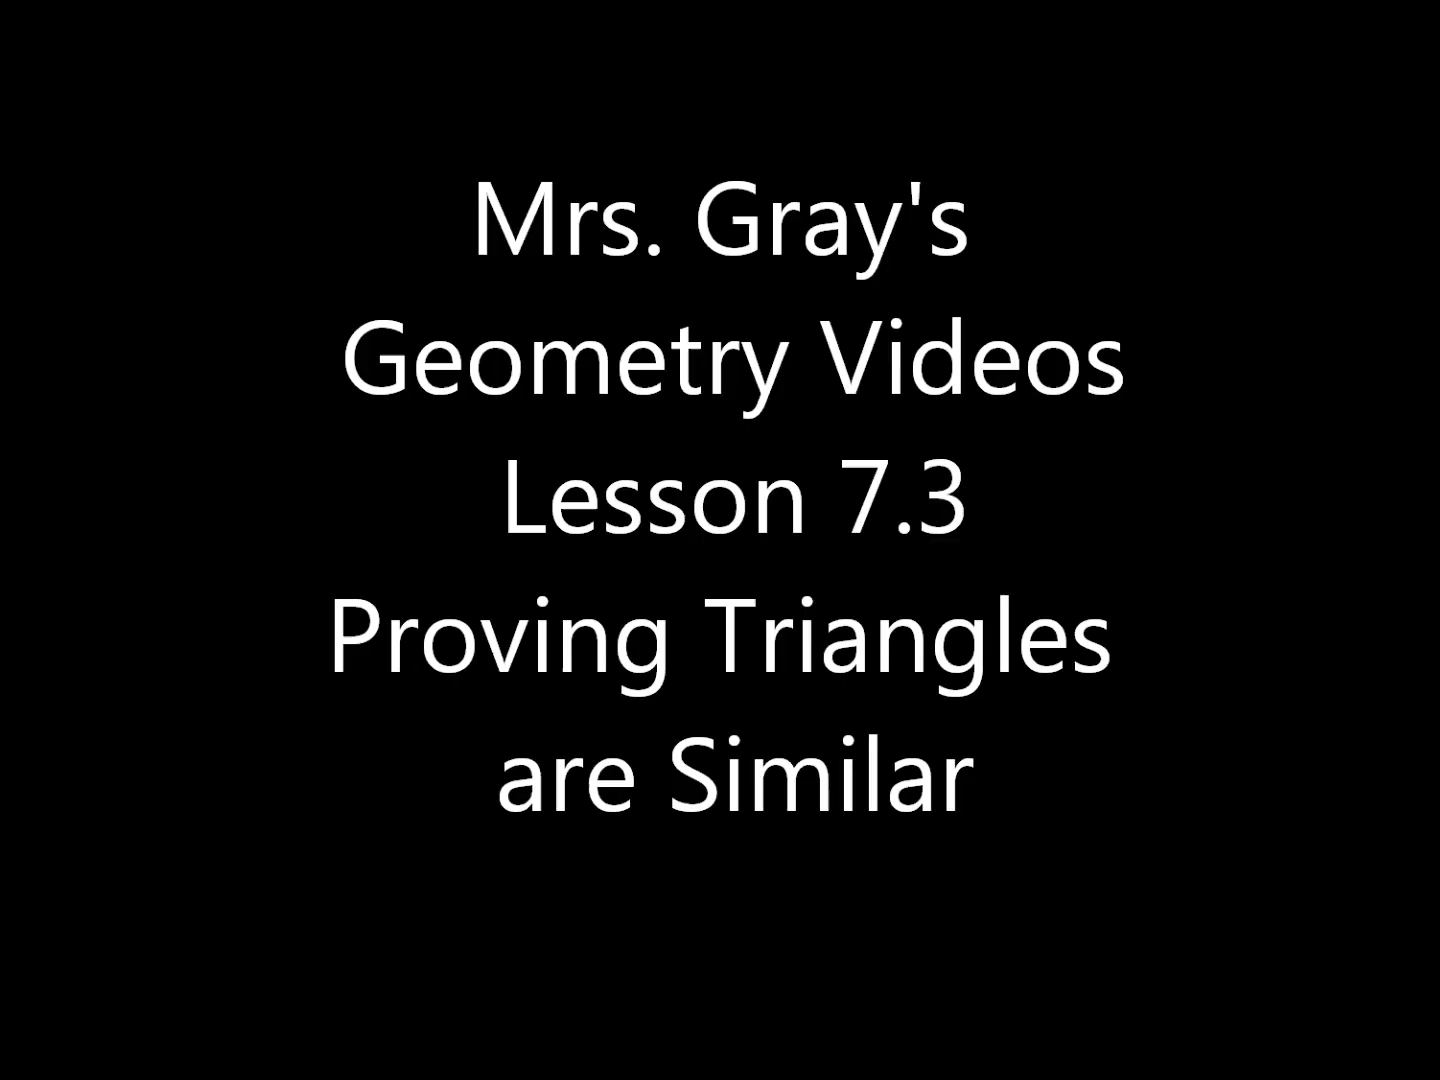 Mrs. Gray's
Geometry Videos
Lesson 7.3
Proving Triangles
are Similar